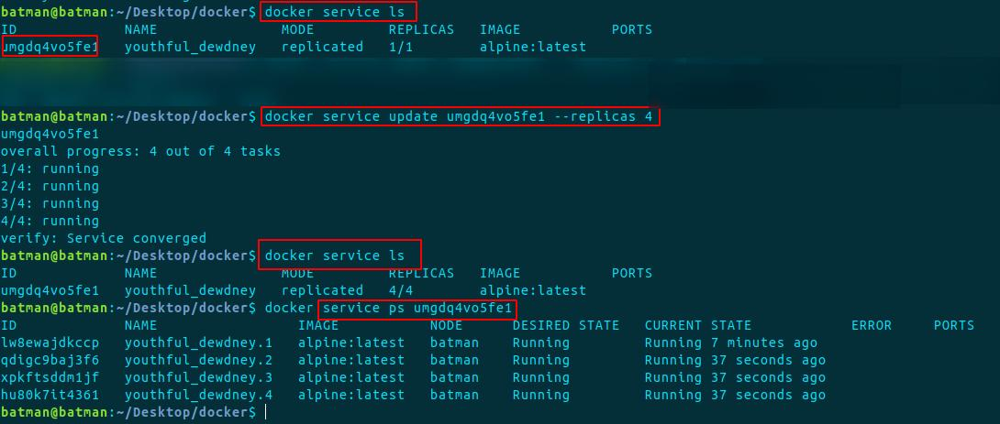 batman@batman:~/Desktop/docker$ docker service ls
ID NAME MODE REPLICAS IMAGE PORTS
umgdq4vo5fe1 youthful_dewdney replicated 1/1 alpine:latest
batman@batman:~/Desktop/docker$ docker service update umgdq4vo5fe1 --replicas 4
umgdq4vo5fe1
overall progress: 4 out of 4 tasks
1/4: running
2/4: running
3/4: running
4/4: running
verify: Service converged
batman@batman:~/Desktop/docker$ docker service ls
ID NAME MODE REPLICAS IMAGE PORTS
umgdq4vo5fe1 youthful_dewdney replicated 4/4 alpine:latest
batman@batman:~/Desktop/docker$ docker service ps umgdq4vo5fe1
ID NAME IMAGE NODE DESIRED STATE CURRENT STATE ERROR PORTS
lw8ewajdkccp youthful_dewdney.1 alpine:latest batman Running Running 7 minutes ago
qdigc9baj3f6 youthful_dewdney.2 alpine:latest batman Running Running 37 seconds ago
xpkftsddm1jf youthful_dewdney.3 alpine:latest batman Running Running 37 seconds ago
hu80k7it4361 youthful_dewdney.4 alpine:latest batman Running Running 37 seconds ago
batman@batman:~/Desktop/docker$